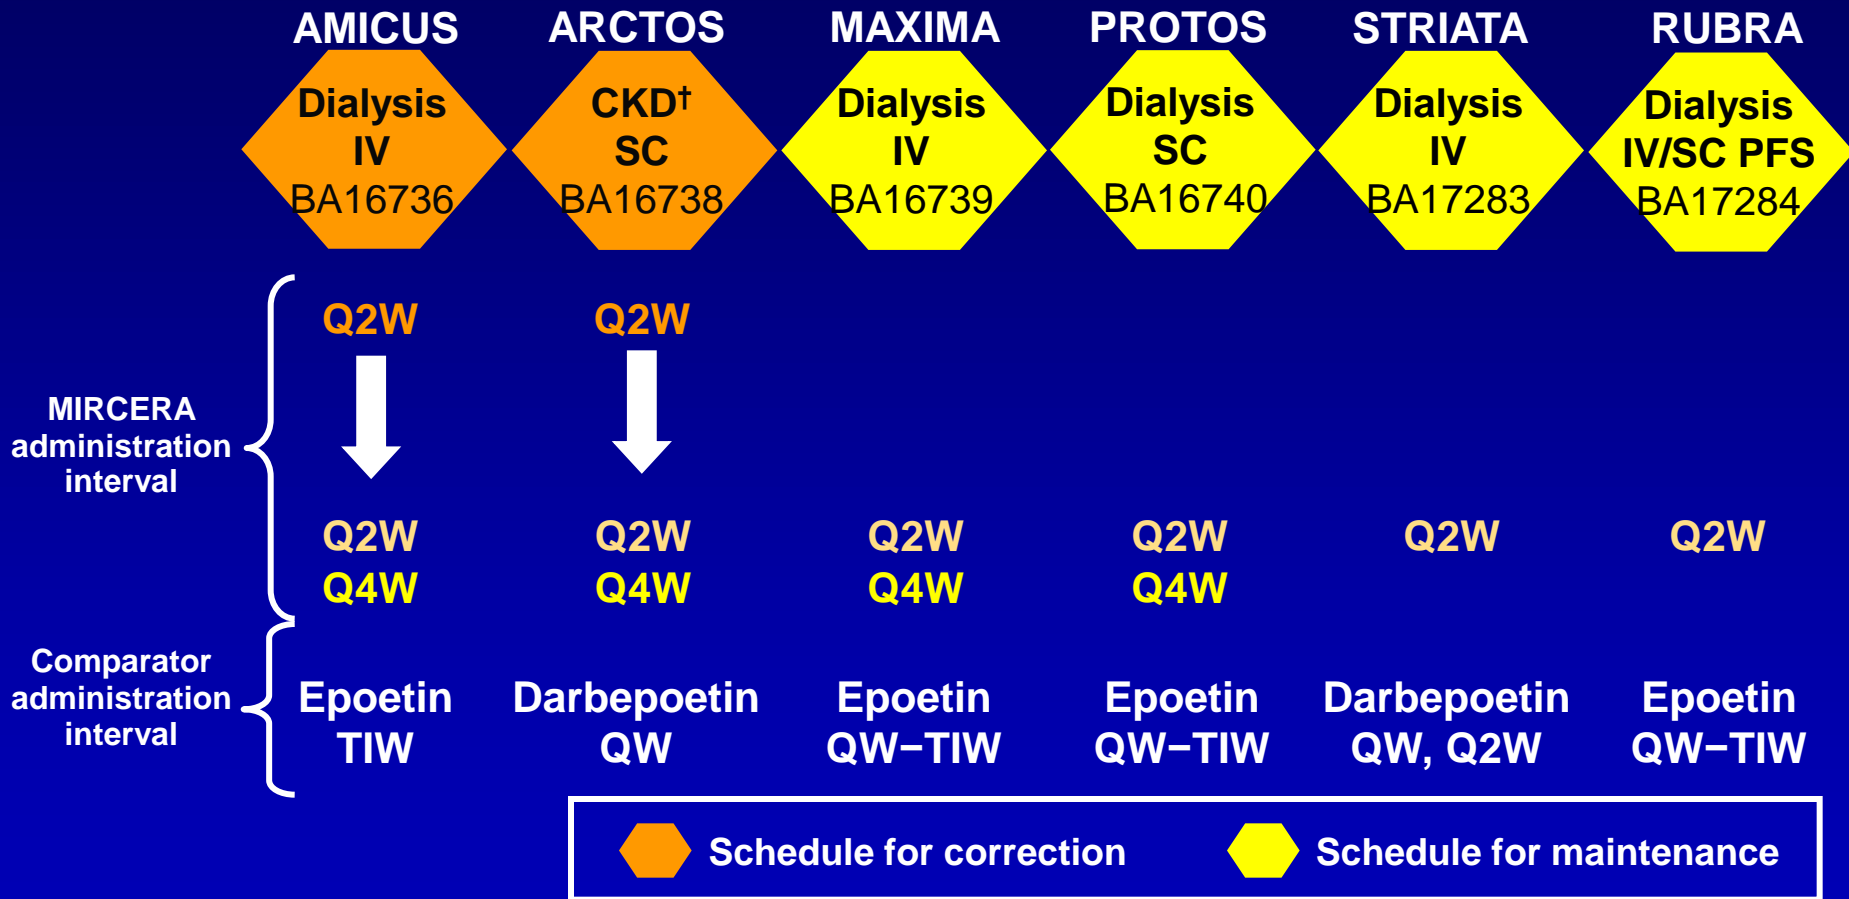 AMICUS ARCTOS MAXIMA PROTOS STRIATA RUBRA
Dialysis
IV
BA16736
CKD†
SC
BA16738
Dialysis
IV
BA16739
Dialysis
SC
BA16740
Dialysis
IV
BA17283
Dialysis
IV/SC PFS
BA17284
MIRCERA
administration
interval
Q2W Q2W
Q2W Q2W Q2W Q2W Q2W Q2W
Q4W Q4W Q4W Q4W
Comparator
administration
interval
Epoetin
TIW
Darbepoetin
QW
Epoetin
QW−TIW
Epoetin
QW−TIW
Darbepoetin
QW, Q2W
Epoetin
QW−TIW
Schedule for correction
Schedule for maintenance